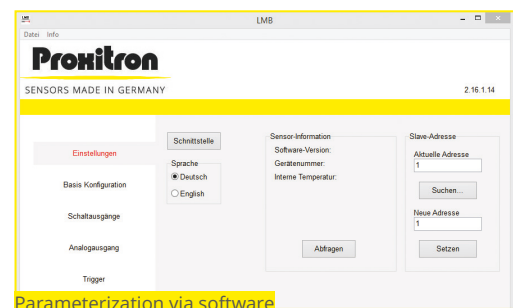 LMB
Datei Info
Proxitron
SENSORS MADE IN GERMANY
2.16.1.14
Einstellungen
Basis Konfiguration
Schaltausgänge
Analogausgang
Trigger
Schnittstelle
Sprache
Deutsch
English
Sensor-Information
Software-Version:
Gerätenummer:
Interne Temperatur:
Abfragen
Slave-Adresse
Aktuelle Adresse
1
Suchen...
Neue Adresse
1
Setzen
Parameterization via software